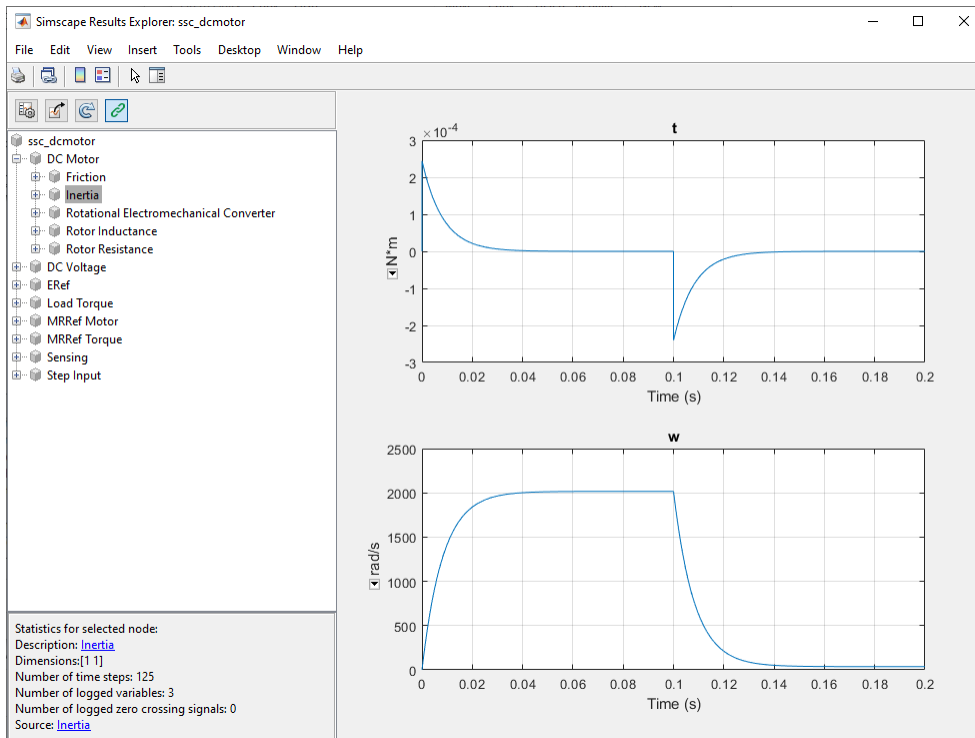 Simscape Results Explorer: ssc_dcmotor
File Edit View Insert Tools Desktop Window Help
ssc_dcmotor
DC Motor
Friction
Inertia
Rotational Electromechanical Converter
Rotor Inductance
Rotor Resistance
DC Voltage
ERef
Load Torque
MRRef Motor
MRRef Torque
Sensing
Step Input
Statistics for selected node:
Description: Inertia
Dimensions:[1 1]
Number of time steps: 125
Number of logged variables: 3
Number of logged zero crossing signals: 0
Source: Inertia
t
×10⁻⁴
3
2
1
0
-1
-2
-3
N*m
0 0.02 0.04 0.06 0.08 0.1 0.12 0.14 0.16 0.18 0.2
Time (s)
w
2500
2000
1500
1000
500
0
rad/s
0 0.02 0.04 0.06 0.08 0.1 0.12 0.14 0.16 0.18 0.2
Time (s)